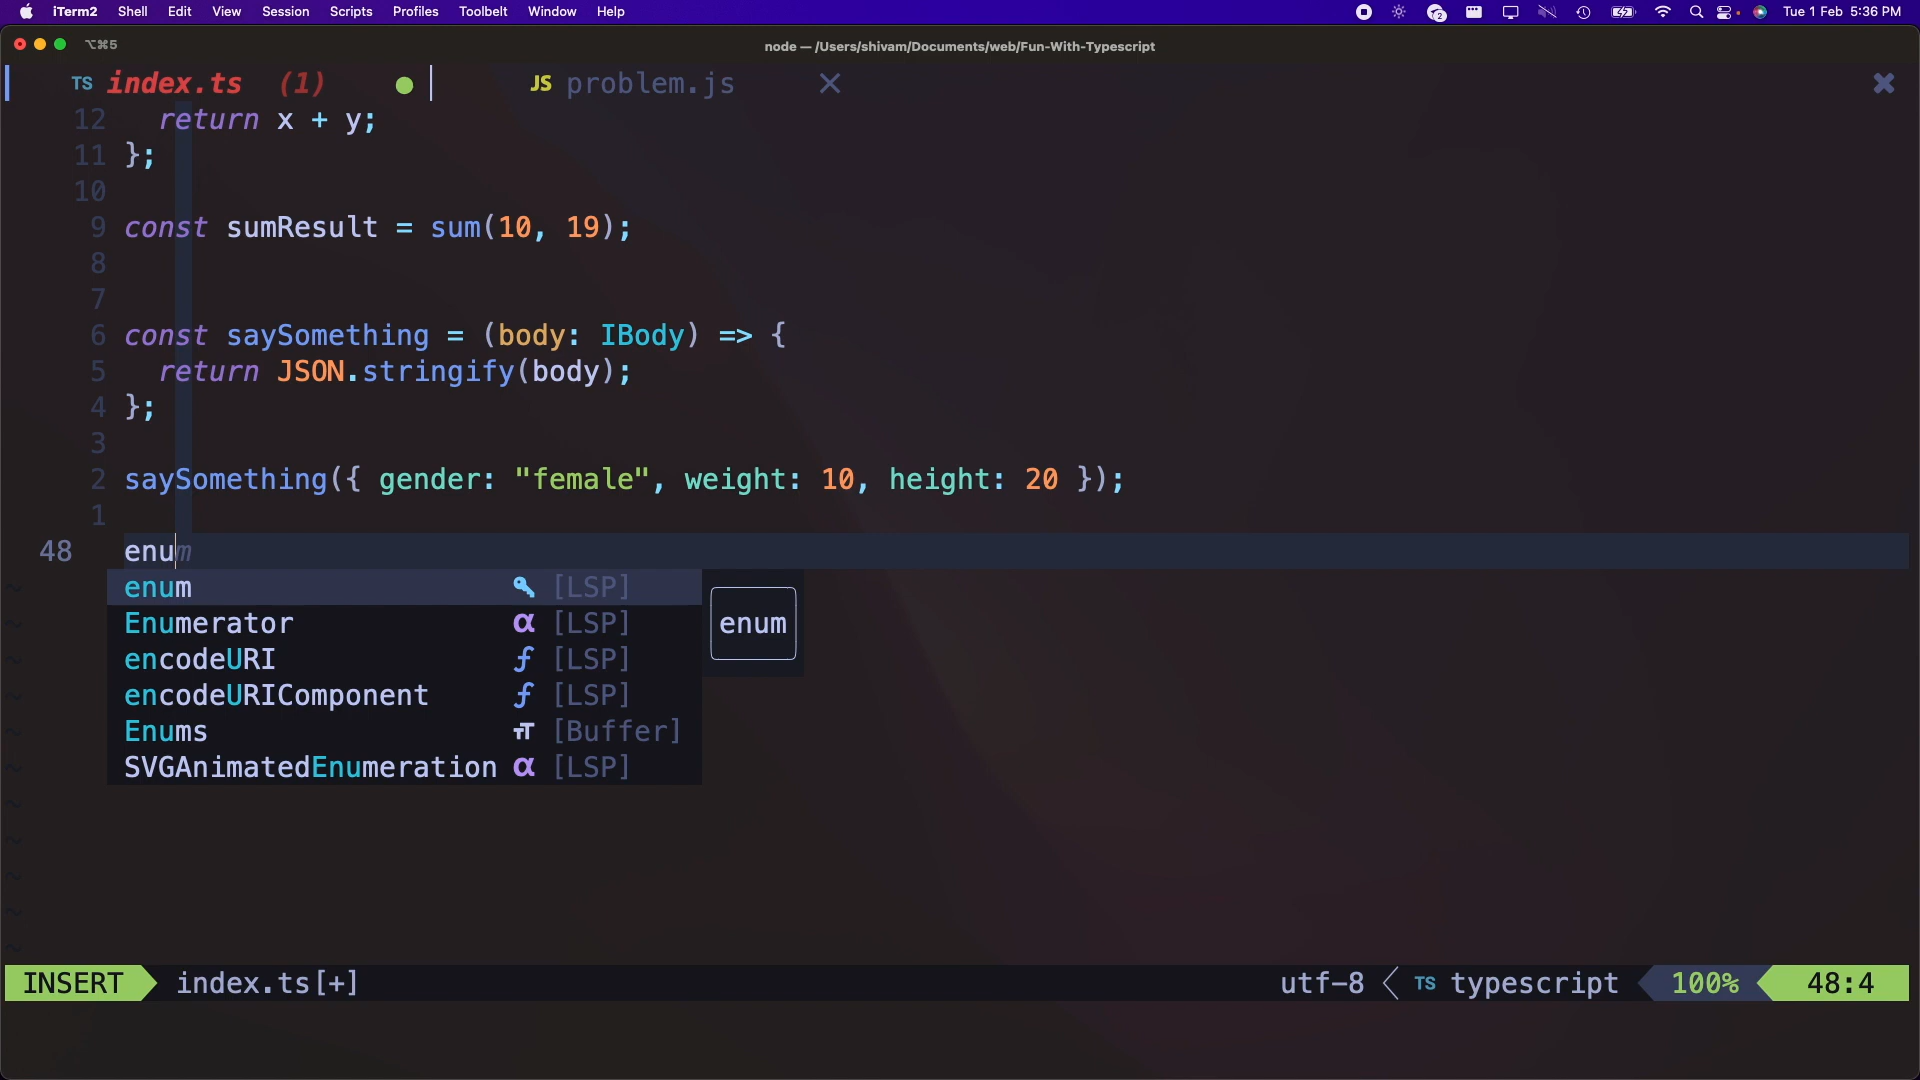 iTerm2 Shell Edit View Session Scripts Profiles Toolbelt Window Help 2 Tue 1 Feb 5:36 PM
⌥⌘5 node — /Users/shivam/Documents/web/Fun-With-Typescript
TS index.ts (1) JS problem.js
12 return x + y;
11 };
10
9 const sumResult = sum(10, 19);
8
7
6 const saySomething = (body: IBody) => {
5 return JSON.stringify(body);
4 };
3
2 saySomething({ gender: "female", weight: 10, height: 20 });
1
48 enum
enum [LSP]
Enumerator α [LSP] enum
encodeURI ƒ [LSP]
encodeURIComponent ƒ [LSP]
Enums [Buffer]
SVGAnimatedEnumeration α [LSP]
INSERT index.ts[+] utf-8 TS typescript 100% 48:4